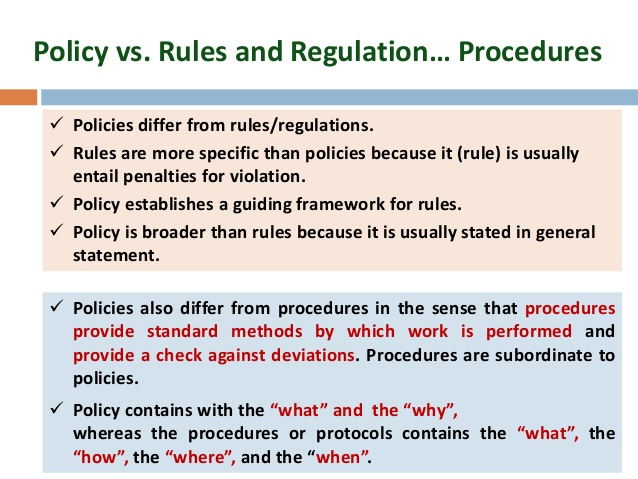 Policy vs. Rules and Regulation… Procedures
✓ Policies differ from rules/regulations.
✓ Rules are more specific than policies because it (rule) is usually
entail penalties for violation.
✓ Policy establishes a guiding framework for rules.
✓ Policy is broader than rules because it is usually stated in general
statement.
✓ Policies also differ from procedures in the sense that procedures
provide standard methods by which work is performed and
provide a check against deviations. Procedures are subordinate to
policies.
✓ Policy contains with the “what” and the “why”,
whereas the procedures or protocols contains the “what”, the
“how”, the “where”, and the “when”.